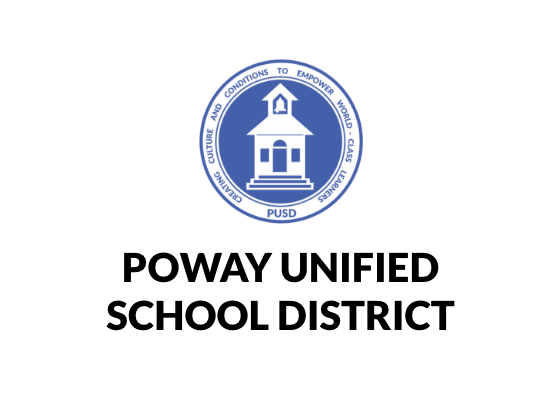 CREATING CULTURE AND CONDITIONS TO EMPOWER WORLD - CLASS LEARNERS
PUSD
POWAY UNIFIED
SCHOOL DISTRICT